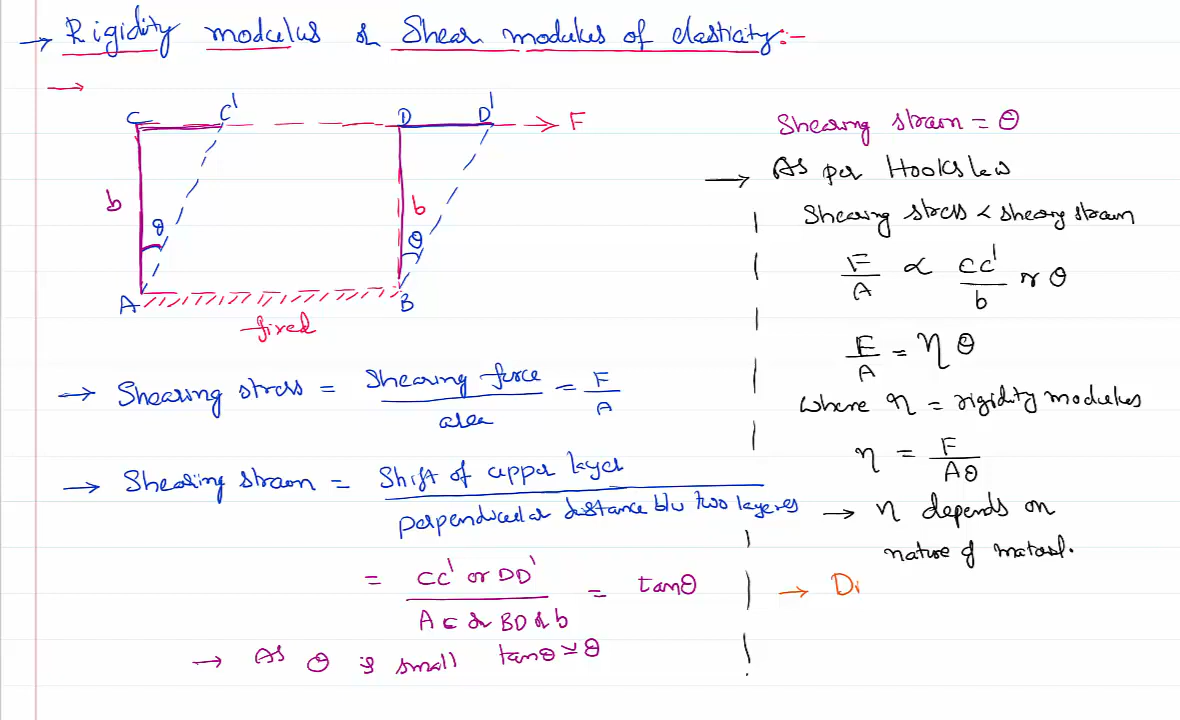 → Rigidity modulus or Shear modulus of elasticity:-
→
C C' D D' → F
b θ b θ
A B
fixed
→ Shearing stress = Shearing force / area = F / A
→ Shearing strain = Shift of upper layer / perpendicular distance b/w two layeres
= CC' or DD' / AC or BD or b = tanθ
→ As θ is small tanθ ≃ θ
Shearing strain = θ
→ As per Hooks law
Shearing stress ∝ shearing strain
F / A ∝ CC' / b or θ
F / A = η θ
where η = rigidity modulus
η = F / Aθ
→ η depends on
nature of material.
→ Di